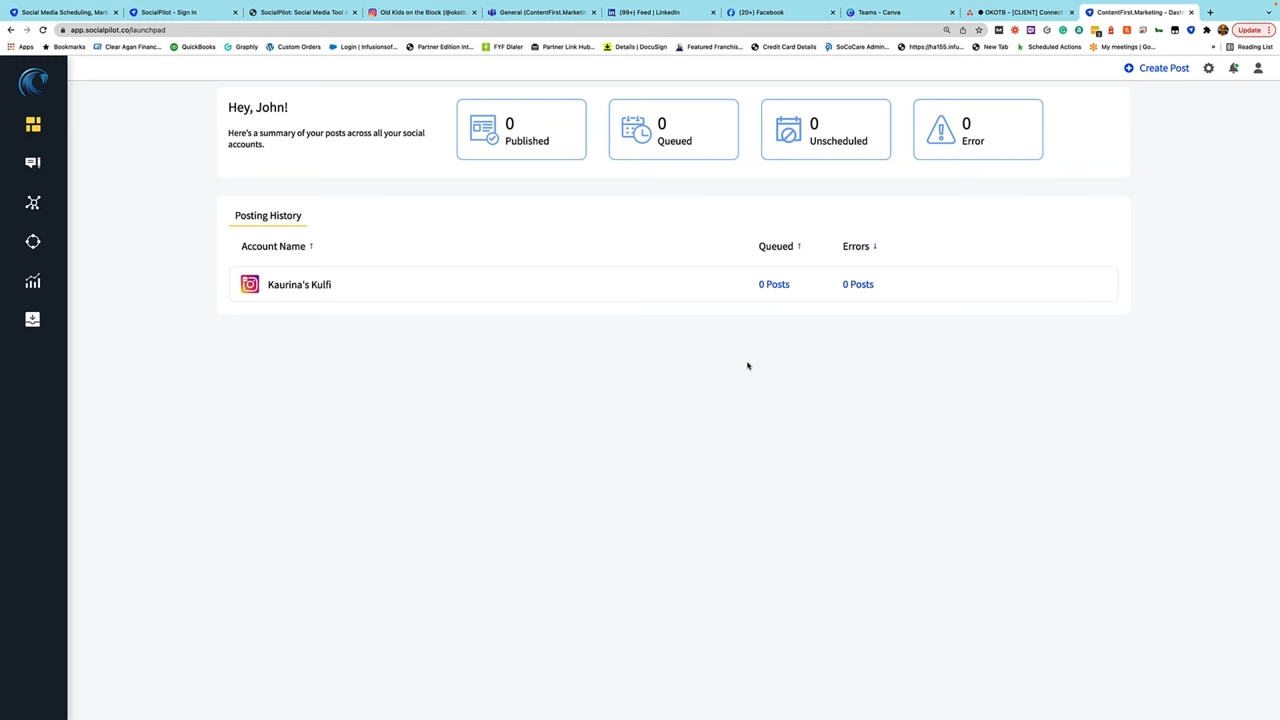 Social Media Scheduling, Mark
SocialPilot - Sign In
SocialPilot: Social Media Tool
Old Kids on the Block (@okotb
General (ContentFirst.Marketin
(99+) Feed | LinkedIn
(20+) Facebook
Teams - Canva
OKOTB - [CLIENT] Connect
ContentFirst.Marketing - Dash
app.socialpilot.co/launchpad
Update
Apps
Bookmarks
Clear Agan Financ...
QuickBooks
Graphly
Custom Orders
Login | Infusionsof...
Partner Edition Int...
Partner Link Hub...
FYF Dialer
Details | DocuSign
Featured Franchis...
Credit Card Details
SoCoCare Admin...
https://ha155.infu...
New Tab
Scheduled Actions
My meetings | Go...
»
Reading List
Create Post
Hey, John!
Here's a summary of your posts across all your social
accounts.
0
Published
0
Queued
0
Unscheduled
0
Error
Posting History
Account Name ↑
Queued ↑
Errors ↓
Kaurina's Kulfi
0 Posts
0 Posts